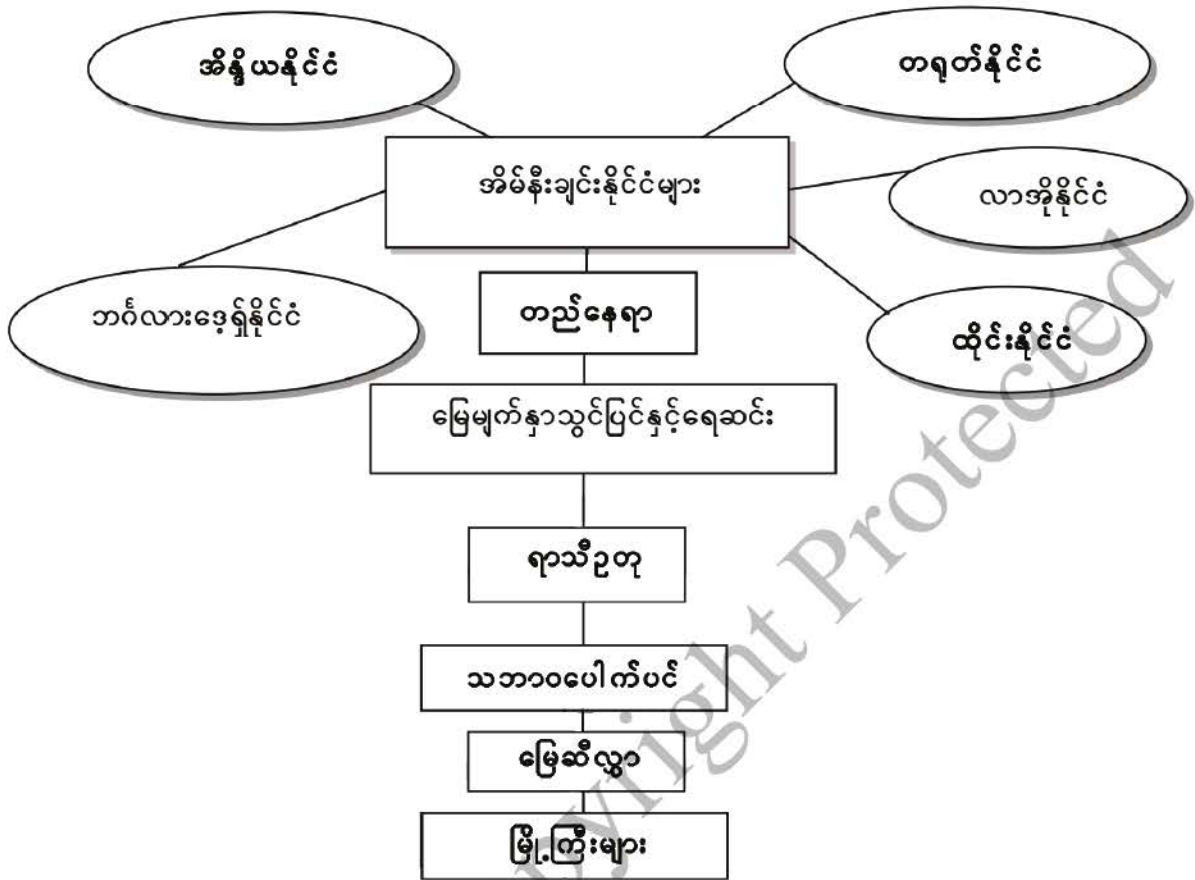 အိန္ဒိယနိုင်ငံ
တရုတ်နိုင်ငံ
အိမ်နီးချင်းနိုင်ငံများ
လာအိုနိုင်ငံ
ဘင်္ဂလားဒေ့ရှ်နိုင်ငံ
တည်နေရာ
ထိုင်းနိုင်ငံ
မြေမျက်နှာသွင်ပြင်နှင့်ရေဆင်း
ရာသီဥတု
သဘာဝပေါက်ပင်
မြေဆီလွှာ
မြို့ကြီးများ
pyright Protected